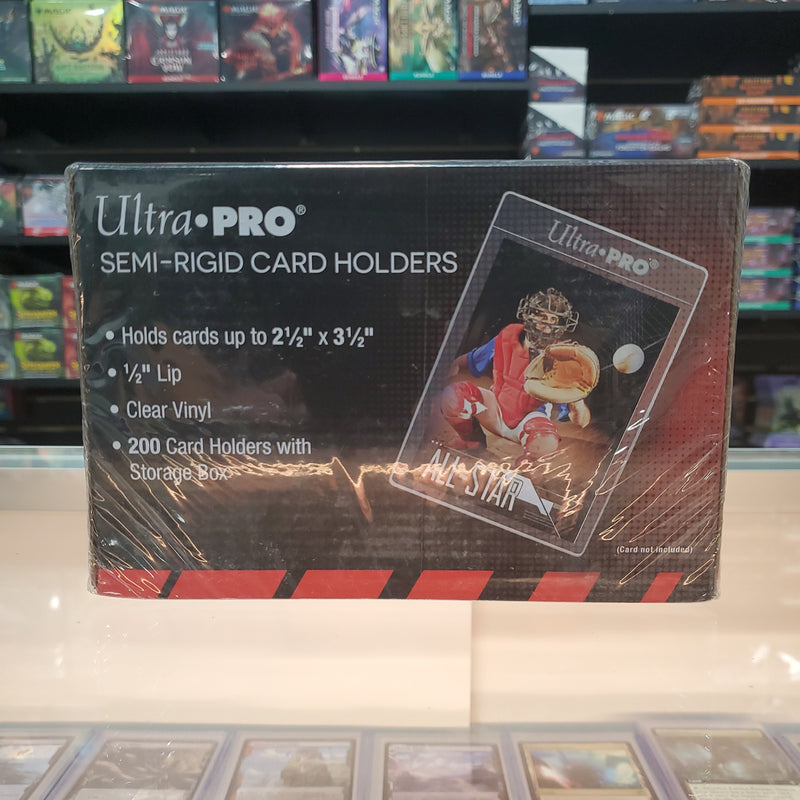 Ultra•PRO®
SEMI-RIGID CARD HOLDERS
• Holds cards up to 2½" x 3½"
• ½" Lip
• Clear Vinyl
• 200 Card Holders with
Storage Box
Ultra•PRO®
ALL-STAR
(Card not included)